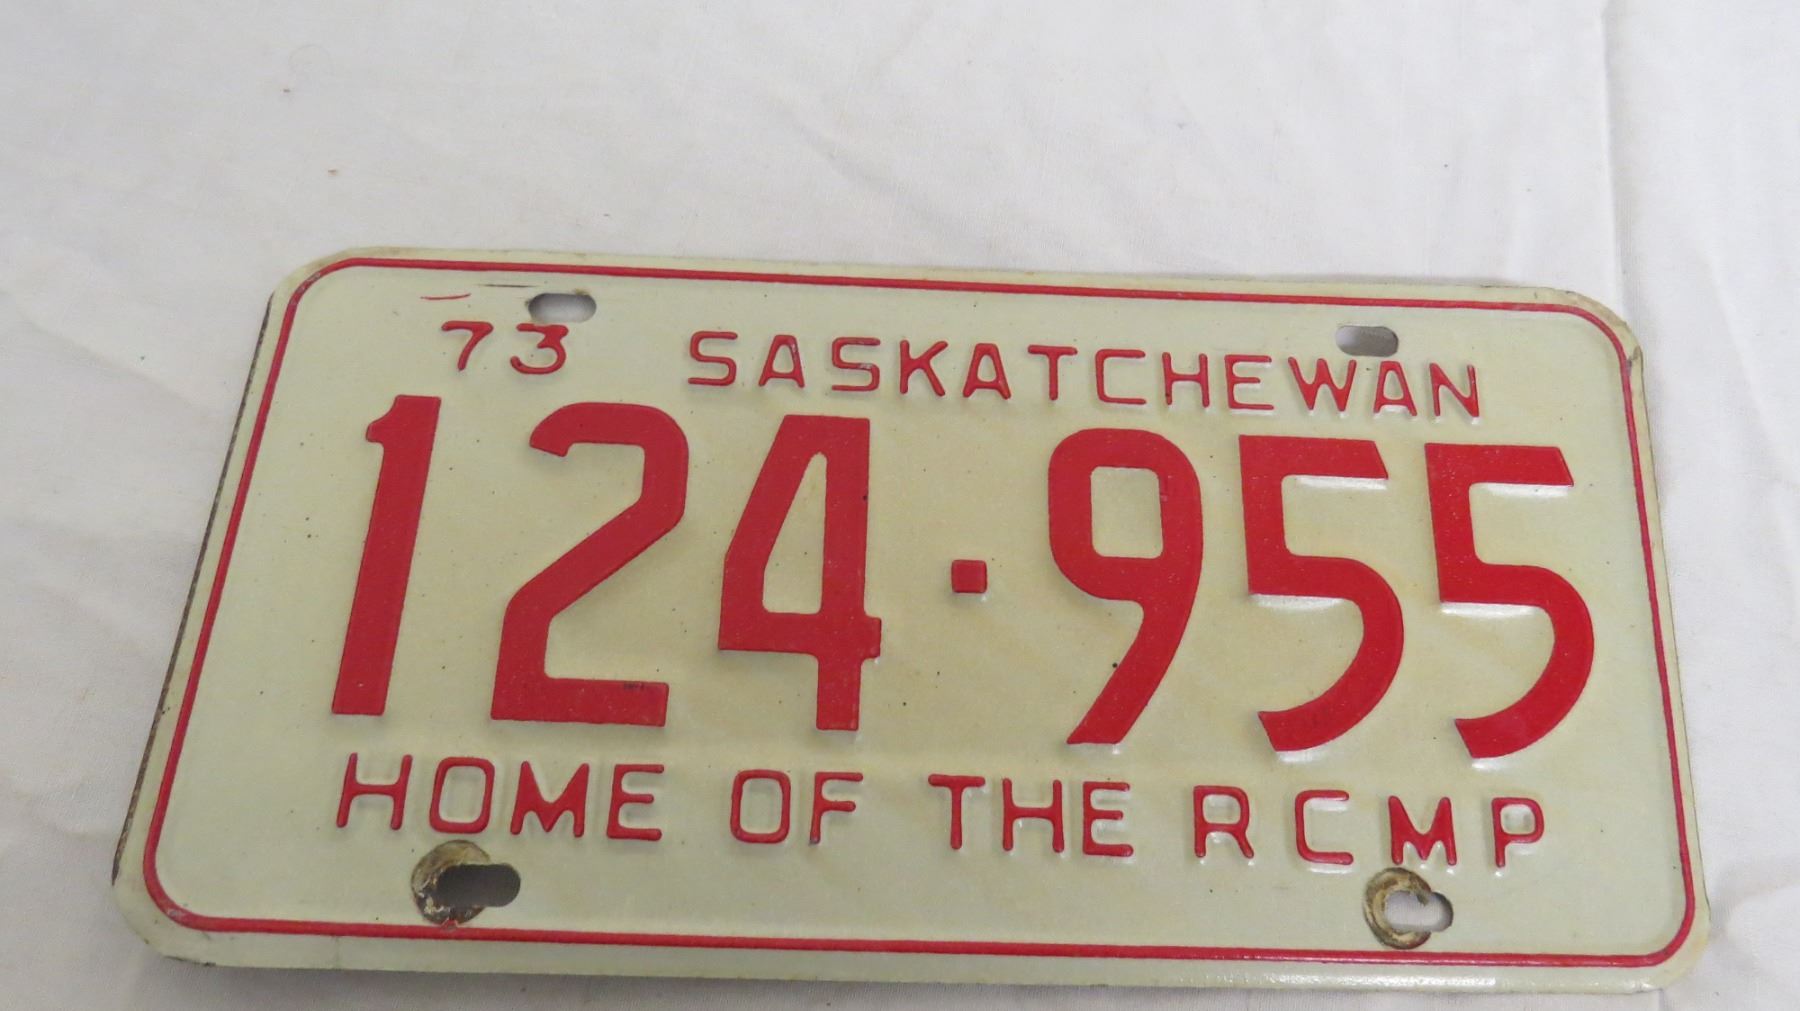 73 SASKATCHEWAN
124·955
HOME OF THE RCMP